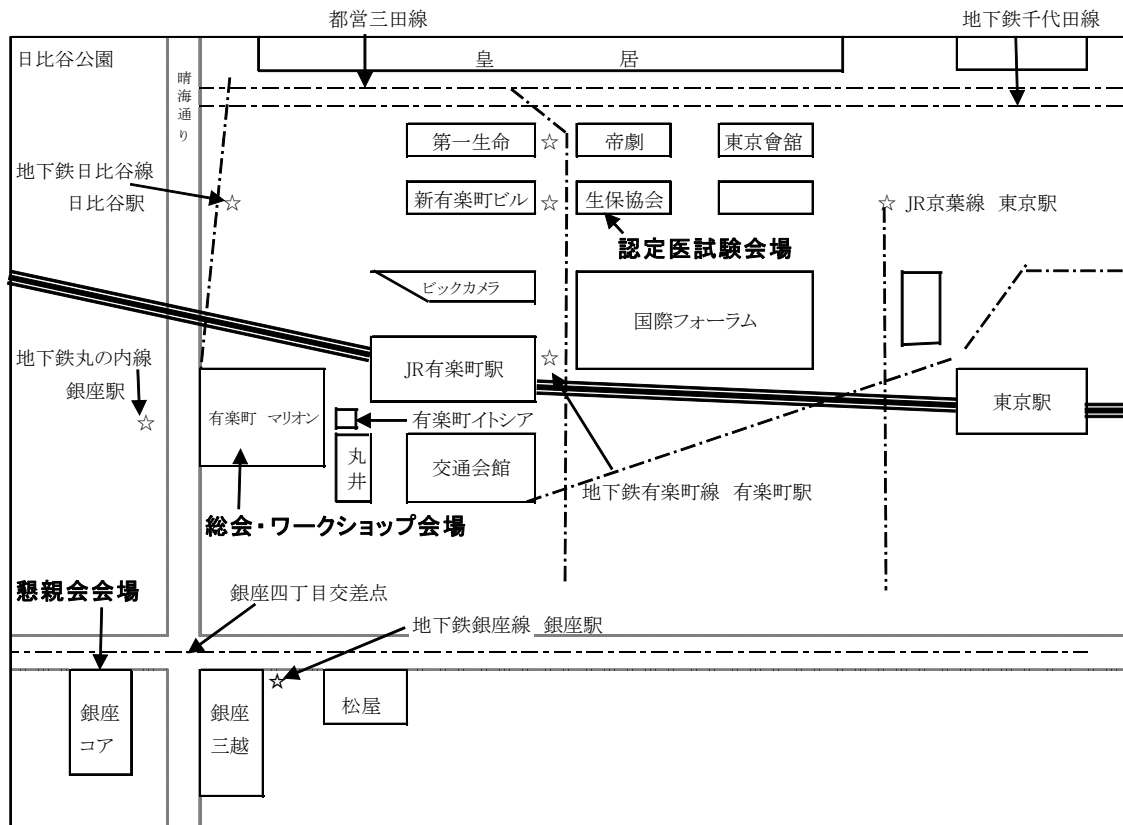 都営三田線
地下鉄千代田線
日比谷公園
皇居
晴海通り
第一生命
☆
帝劇
東京會舘
地下鉄日比谷線
日比谷駅
☆
新有楽町ビル
☆
生保協会
☆
JR京葉線 東京駅
認定医試験会場
ビックカメラ
国際フォーラム
地下鉄丸の内線
銀座駅
☆
JR有楽町駅
☆
東京駅
有楽町 マリオン
有楽町イトシア
丸井
交通会館
地下鉄有楽町線 有楽町駅
総会・ワークショップ会場
懇親会会場
銀座四丁目交差点
地下鉄銀座線 銀座駅
☆
銀座
コア
銀座
三越
松屋